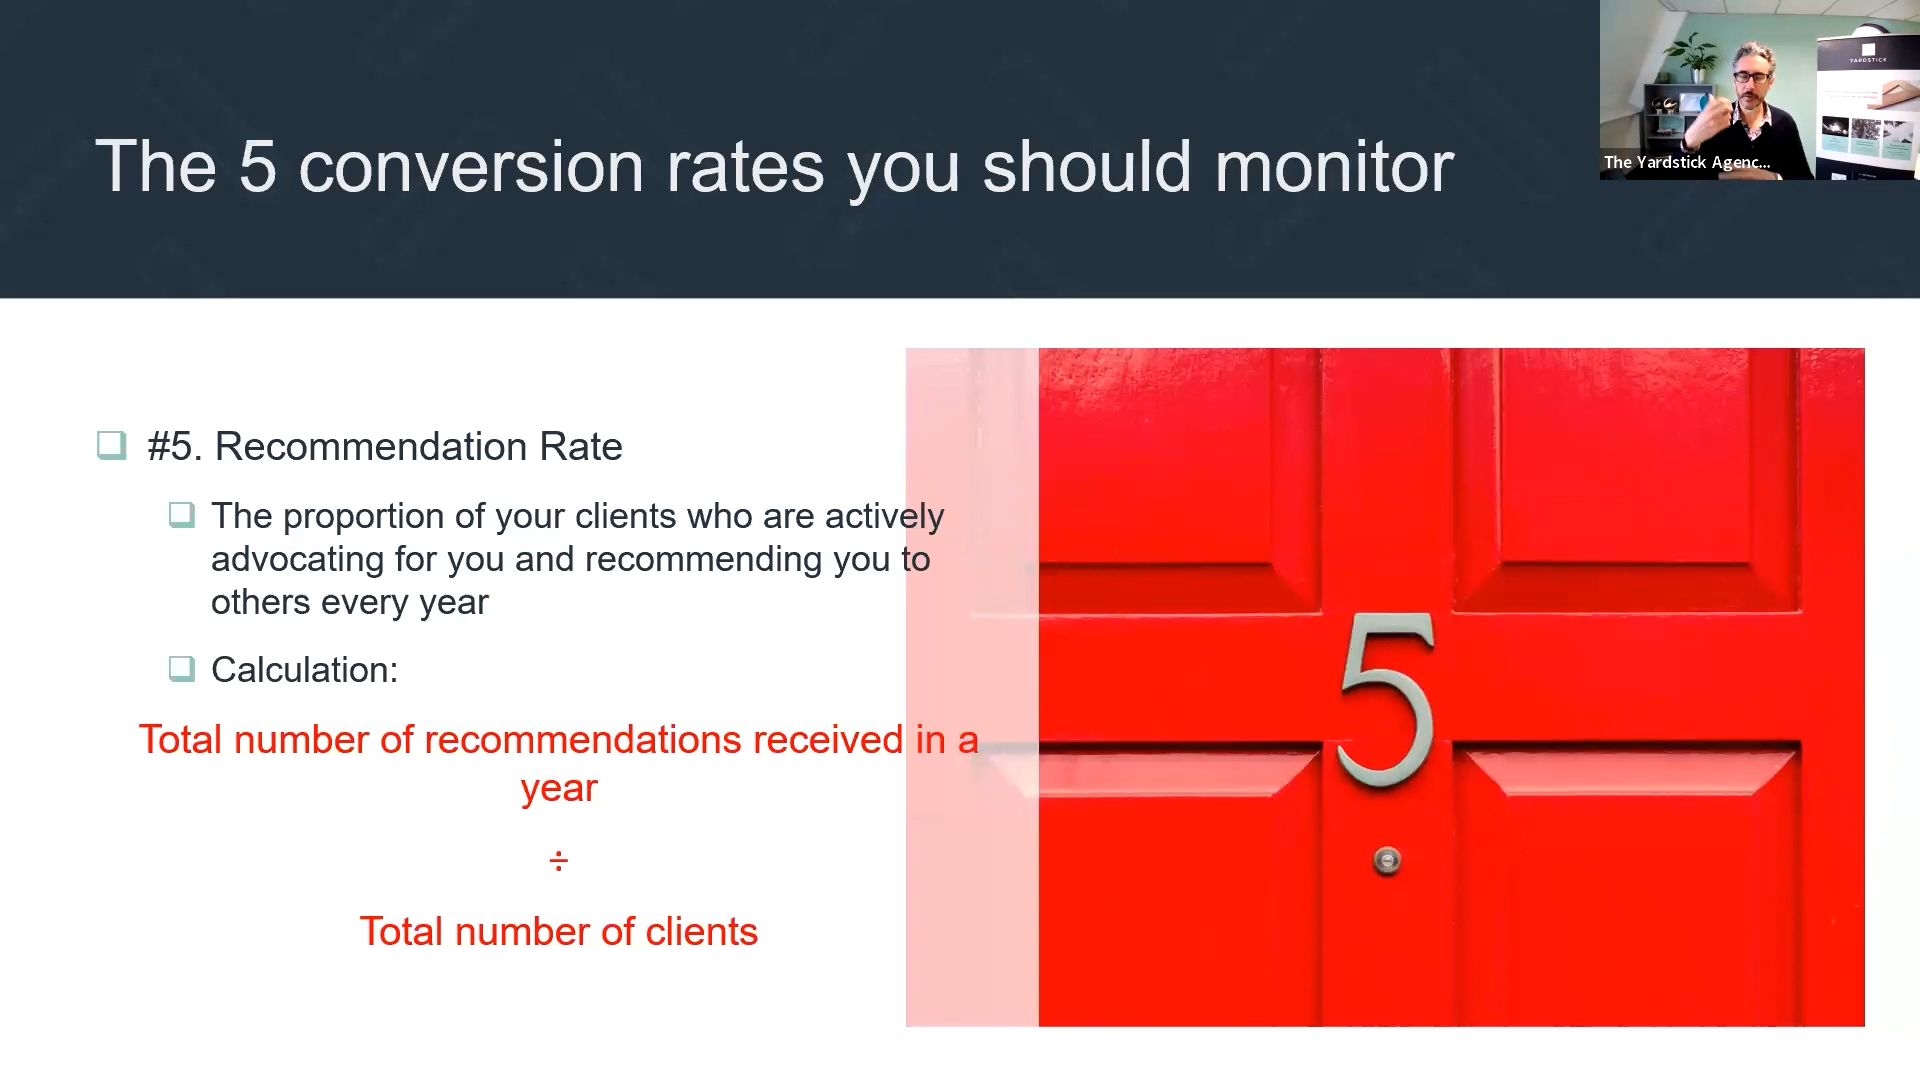 The 5 conversion rates you should monitor
YARDSTICK
The Yardstick Agenc...
#5. Recommendation Rate
The proportion of your clients who are actively
advocating for you and recommending you to
others every year
Calculation:
Total number of recommendations received in a
year
÷
Total number of clients
5